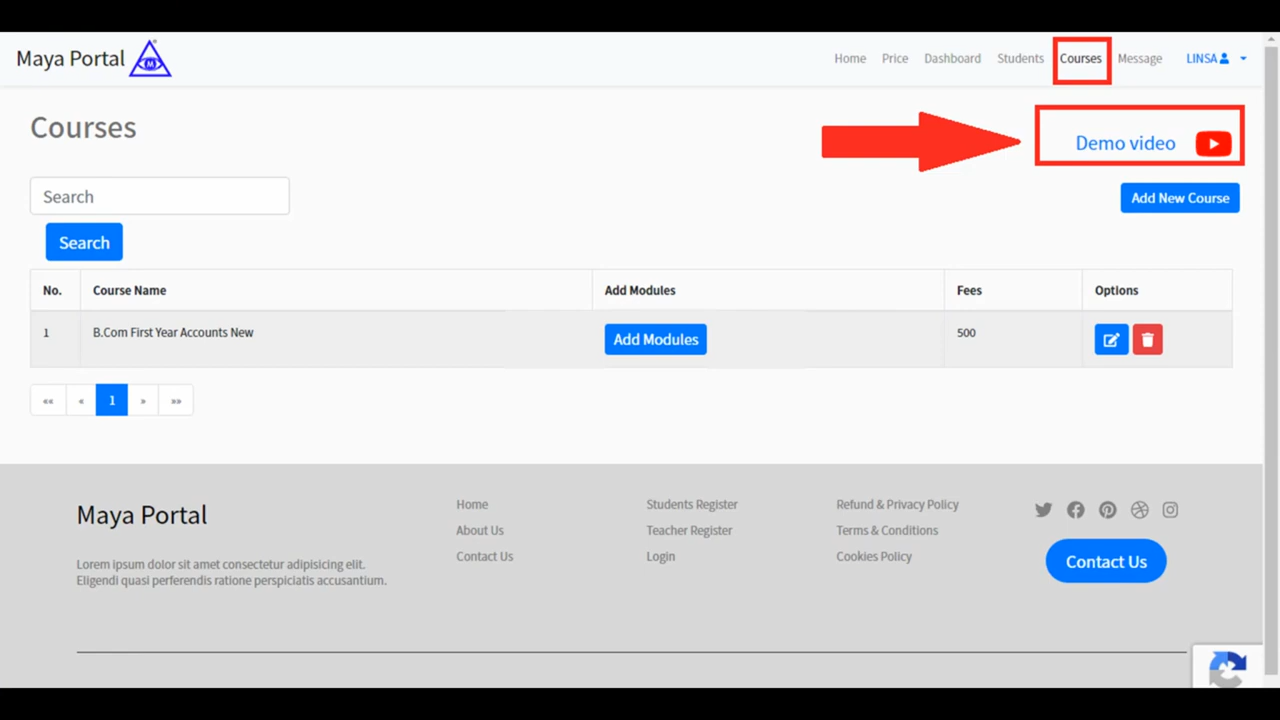 Maya Portal
Home Price Dashboard Students Courses Message LINSA
Courses
Demo video
Search
Add New Course
Search
No. Course Name Add Modules Fees Options
1 B.Com First Year Accounts New Add Modules 500
«« « 1 » »»
Maya Portal
Lorem ipsum dolor sit amet consectetur adipisicing elit.
Eligendi quasi perferendis ratione perspiciatis accusantium.
Home
About Us
Contact Us
Students Register
Teacher Register
Login
Refund & Privacy Policy
Terms & Conditions
Cookies Policy
Contact Us